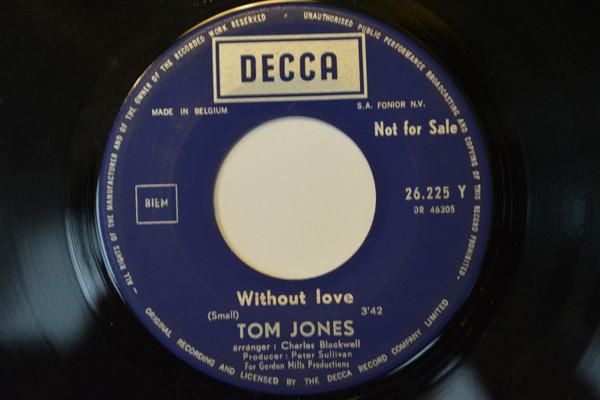 - ALL RIGHTS OF THE MANUFACTURER AND OF THE OWNER OF THE RECORDED WORK RESERVED · UNAUTHORISED PUBLIC PERFORMANCE BROADCASTING AND COPYING OF THIS RECORD PROHIBITED -
DECCA
MADE IN BELGIUM
S.A. FONIOR N.V.
Not for Sale
BIEM
26.225 Y
DR 46305
Without love
(Small)
3'42
TOM JONES
arranger : Charles Blackwell
Producer : Peter Sullivan
For Gordon Mills Productions
ORIGINAL RECORDING AND LICENSED BY THE DECCA RECORD COMPANY LIMITED